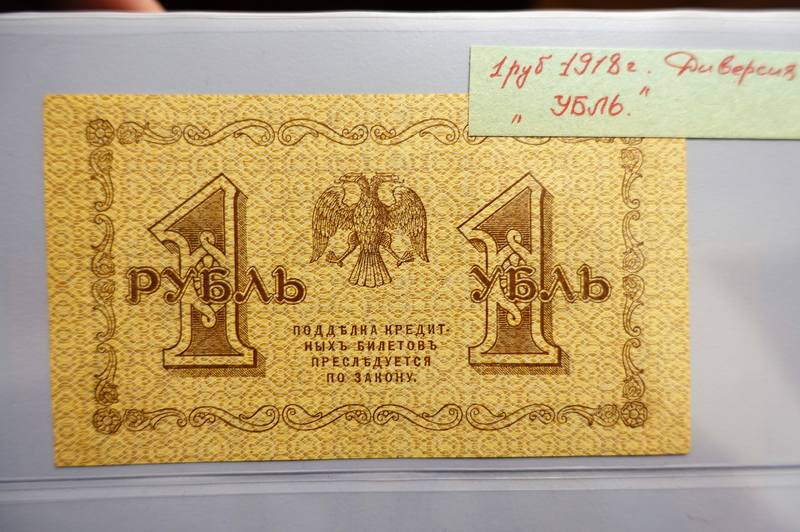 1 руб 1918 г. Диверсия
„ УБЛЬ."
1 1
РУБЛЬ УБЛЬ
ПОДДѢЛКА КРЕДИТ-
НЫХЪ БИЛЕТОВЪ
ПРЕСЛѢДУЕТСЯ
ПО ЗАКОНУ.